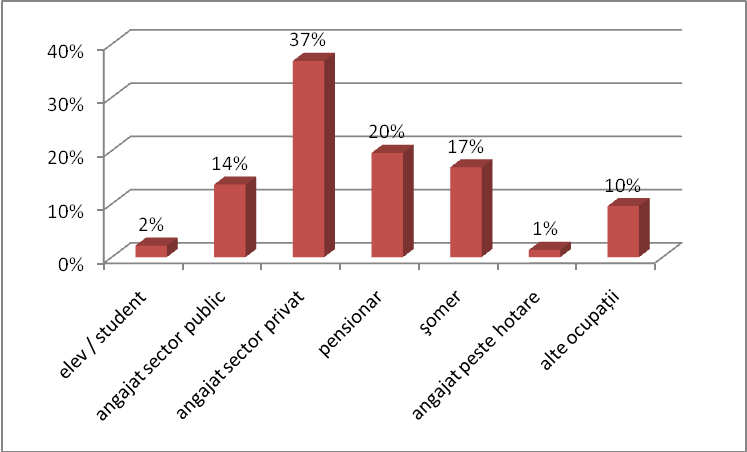 40%
30%
20%
10%
0%
2%
14%
37%
20%
17%
1%
10%
elev / student
angajat sector public
angajat sector privat
pensionar
şomer
angajat peste hotare
alte ocupații